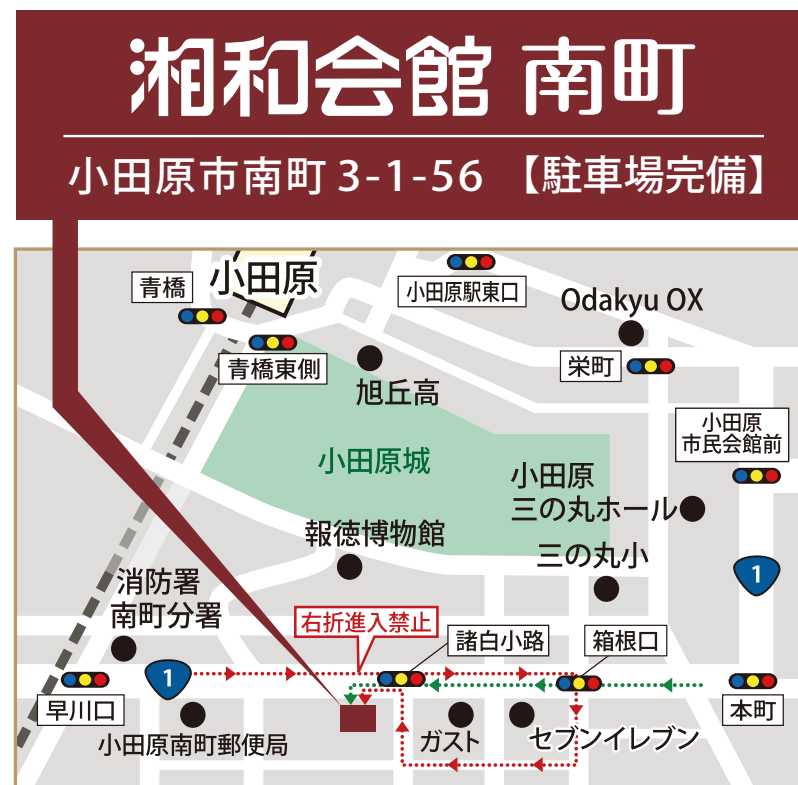 湘和会館 南町
小田原市南町 3-1-56 【駐車場完備】
小田原
青橋
小田原駅東口
Odakyu OX
青橋東側
栄町
旭丘高
小田原
市民会館前
小田原城
小田原
三の丸ホール
報徳博物館
三の丸小
1
消防署
南町分署
右折進入禁止
諸白小路
箱根口
1
早川口
本町
小田原南町郵便局
ガスト
セブンイレブン